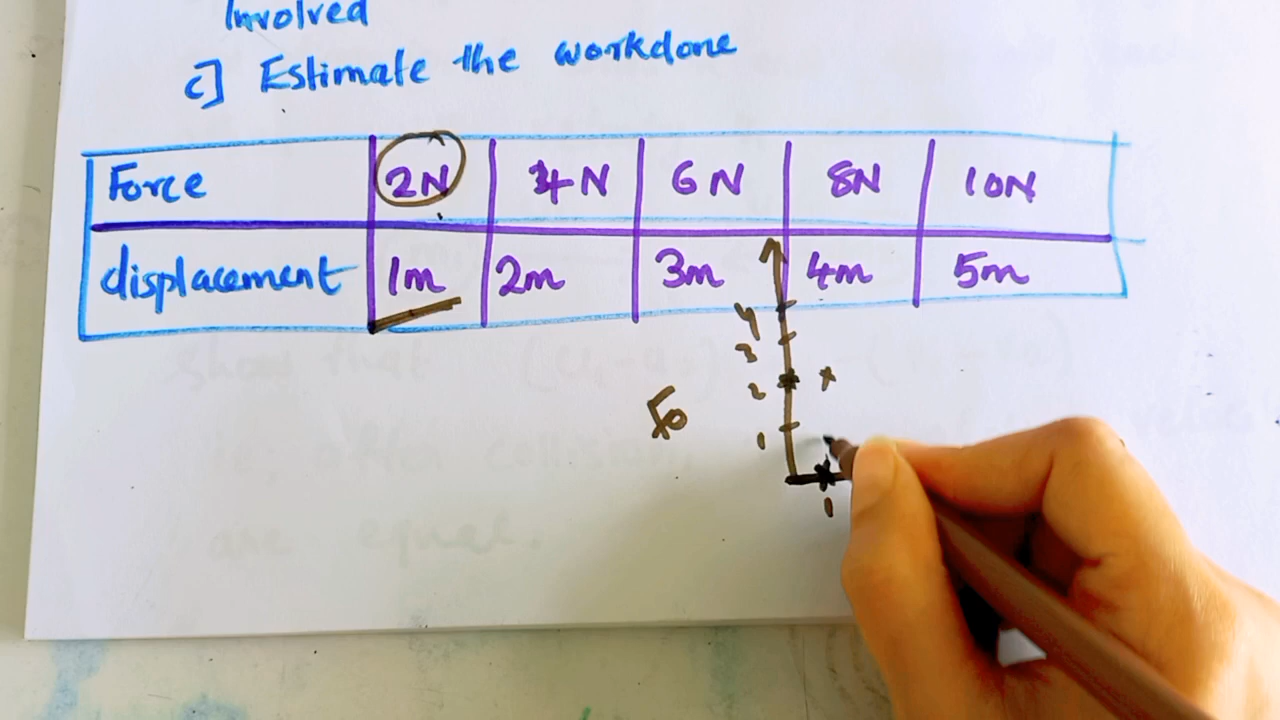 Involved
c] Estimate the workdone
Force 2N 4N 6N 8N 10N
displacement 1m 2m 3m 4m 5m
4
3
2
1
Fo
1